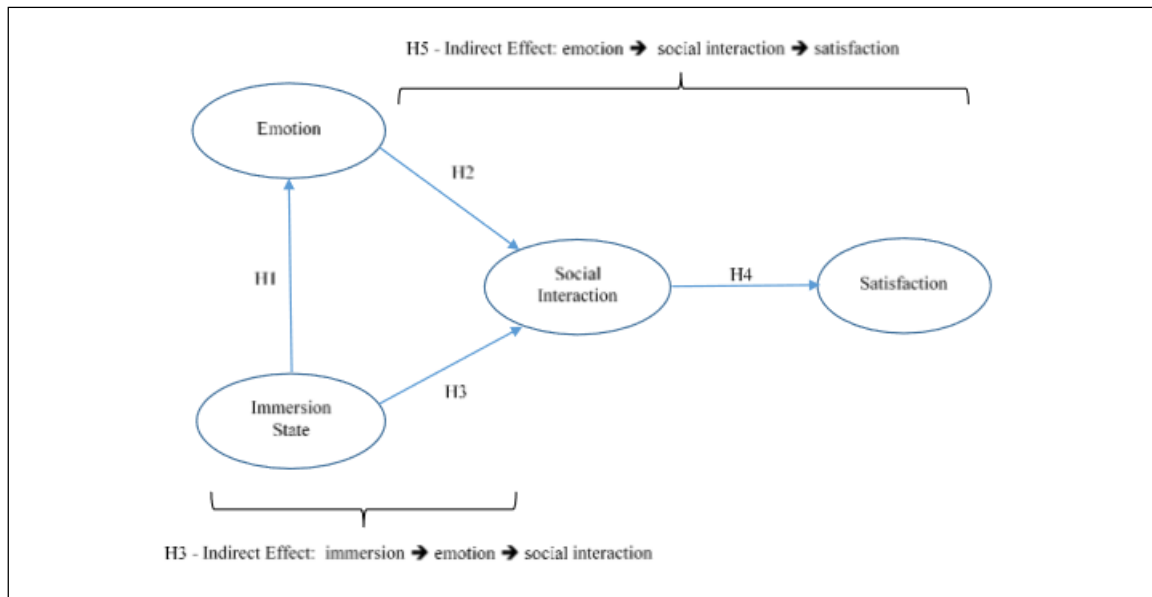 H5 - Indirect Effect: emotion ➔ social interaction ➔ satisfaction
Emotion
H2
H1
Social
Interaction
H4
Satisfaction
H3
Immersion
State
H3 - Indirect Effect: immersion ➔ emotion ➔ social interaction